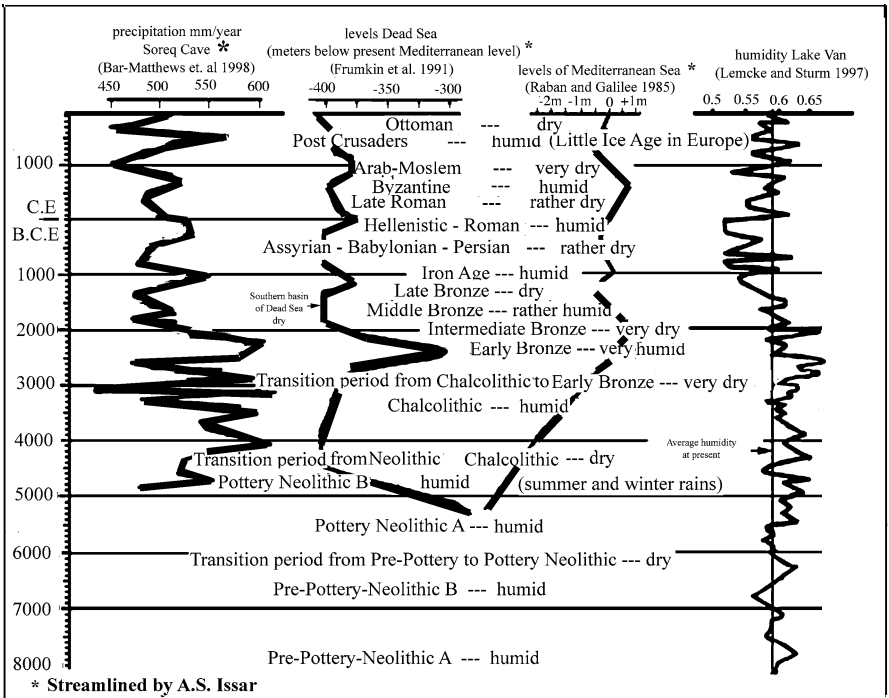 precipitation mm/year
Soreq Cave *
(Bar-Matthews et. al 1998)
450 500 550 600
levels Dead Sea
(meters below present Mediterranean level) *
(Frumkin et al. 1991)
-400 -350 -300
levels of Mediterranean Sea *
(Raban and Galilee 1985)
-2m -1m 0 +1m
humidity Lake Van
(Lemcke and Sturm 1997)
0.5 0.55 0.6 0.65
Ottoman --- dry
Post Crusaders --- humid (Little Ice Age in Europe)
1000
Arab-Moslem --- very dry
Byzantine --- humid
Late Roman --- rather dry
C.E
Hellenistic - Roman --- humid
B.C.E
Assyrian - Babylonian - Persian --- rather dry
1000
Iron Age --- humid
Late Bronze --- dry
Southern basin
of Dead Sea
dry
Middle Bronze --- rather humid
2000
Intermediate Bronze --- very dry
Early Bronze --- very humid
3000
Transition period from Chalcolithic to Early Bronze --- very dry
Chalcolithic --- humid
4000
Average humidity
at present
Transition period from Neolithic Chalcolithic --- dry
Pottery Neolithic B humid (summer and winter rains)
5000
Pottery Neolithic A --- humid
6000
Transition period from Pre-Pottery to Pottery Neolithic --- dry
Pre-Pottery-Neolithic B --- humid
7000
Pre-Pottery-Neolithic A --- humid
8000
* Streamlined by A.S. Issar